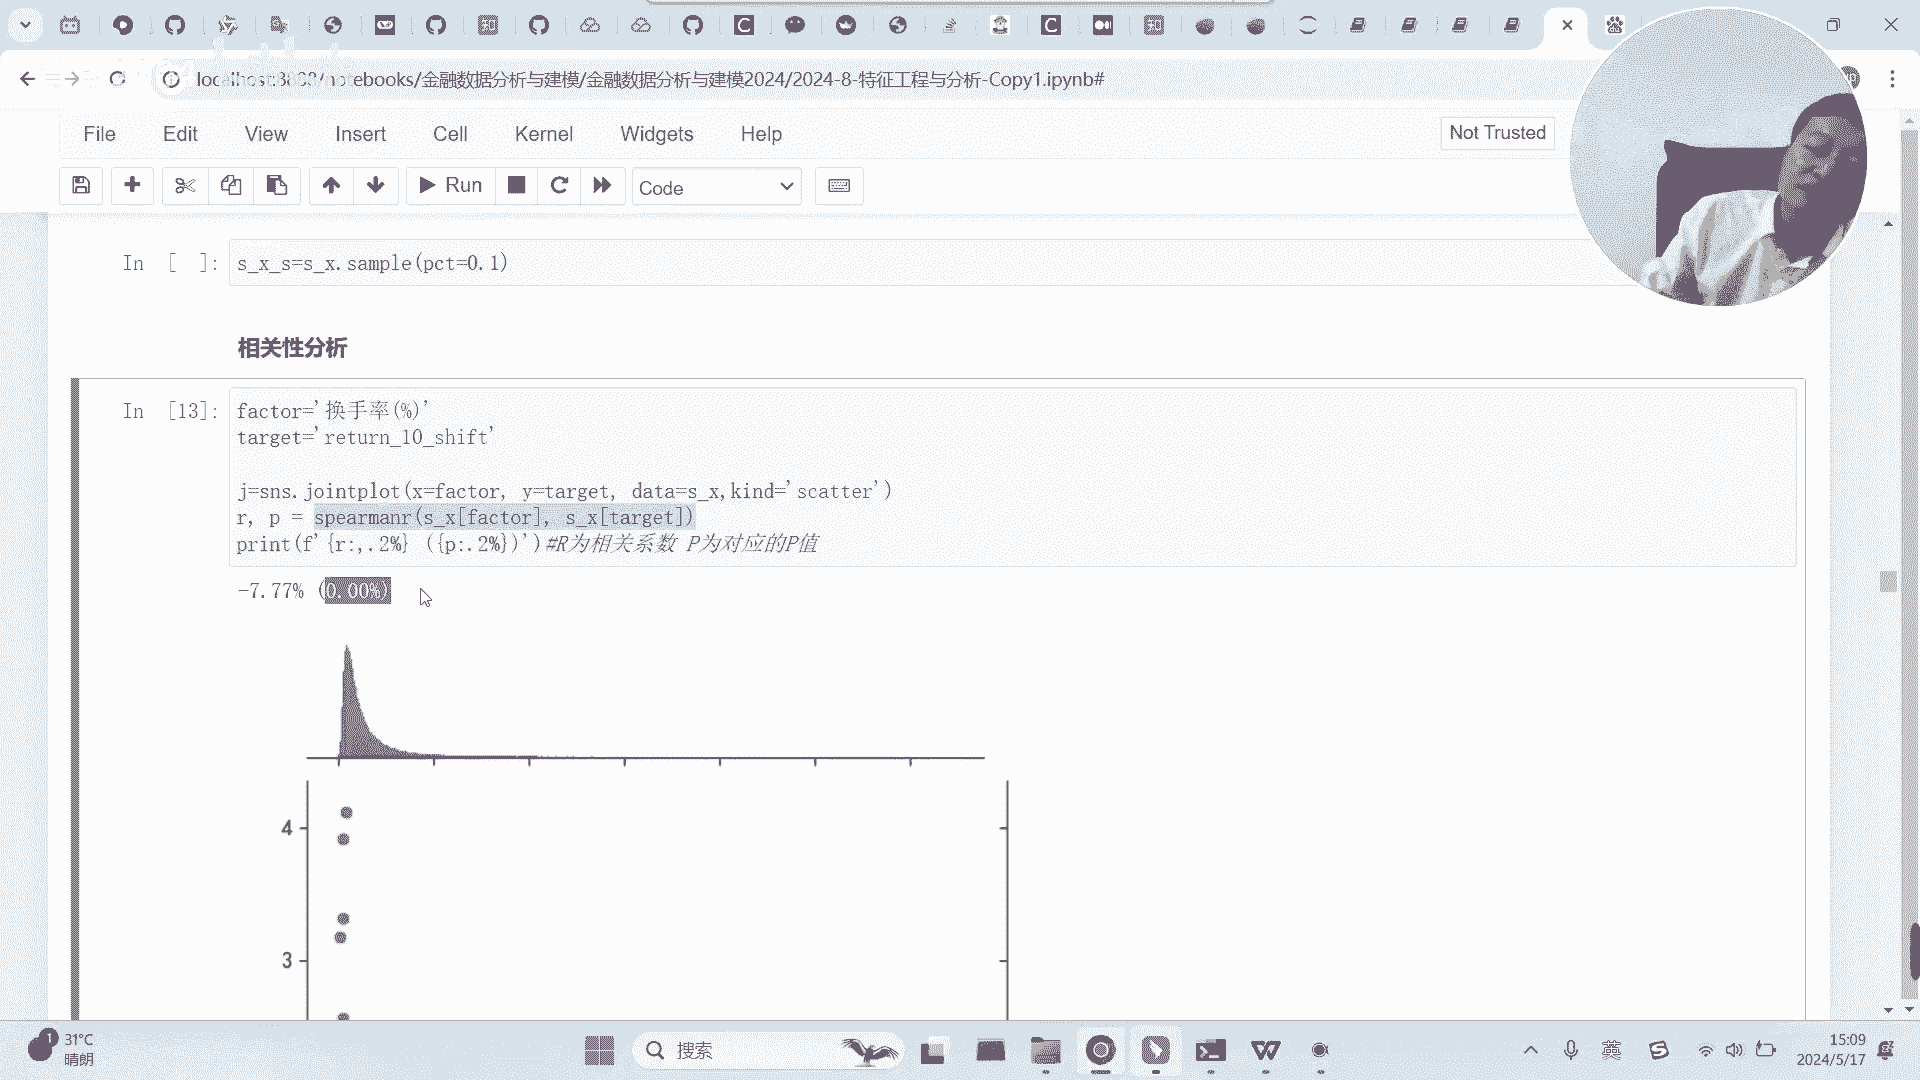 localhost:8888/notebooks/金融数据分析与建模/金融数据分析与建模2024/2024-8-特征工程与分析-Copy1.ipynb#
File Edit View Insert Cell Kernel Widgets Help
Not Trusted
Run
Code
In [ ]: s_x_s=s_x.sample(pct=0.1)
相关性分析
In [13]: factor='换手率(%)'
target='return_10_shift'
j=sns.jointplot(x=factor, y=target, data=s_x,kind='scatter')
r, p = spearmanr(s_x[factor], s_x[target])
print(f'{r:,.2%} ({p:.2%})')#R为相关系数 P为对应的P值
-7.77% (0.00%)
4
3
1
31°C
晴朗
搜索
英
15:09
2024/5/17